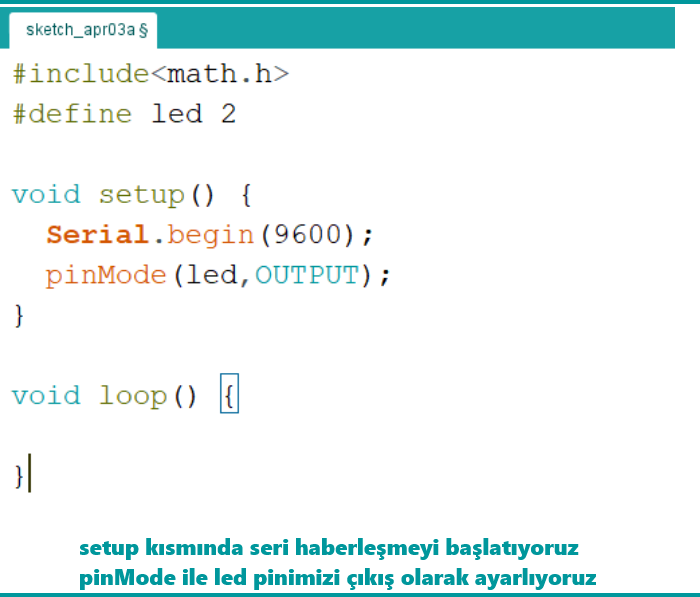 sketch_apr03a §
#include<math.h>
#define led 2
void setup() {
Serial.begin(9600);
pinMode(led,OUTPUT);
}
void loop() {
}
setup kısmında seri haberleşmeyi başlatıyoruz
pinMode ile led pinimizi çıkış olarak ayarlıyoruz